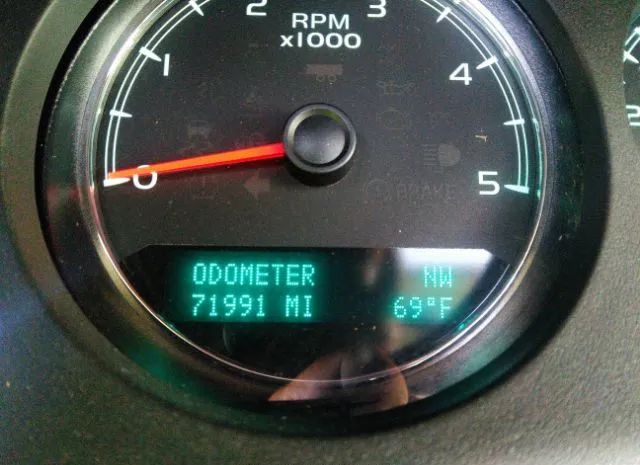 2
3
RPM
x1000
1
4
0
BRAKE
5
ODOMETER NW
71991 MI 69°F